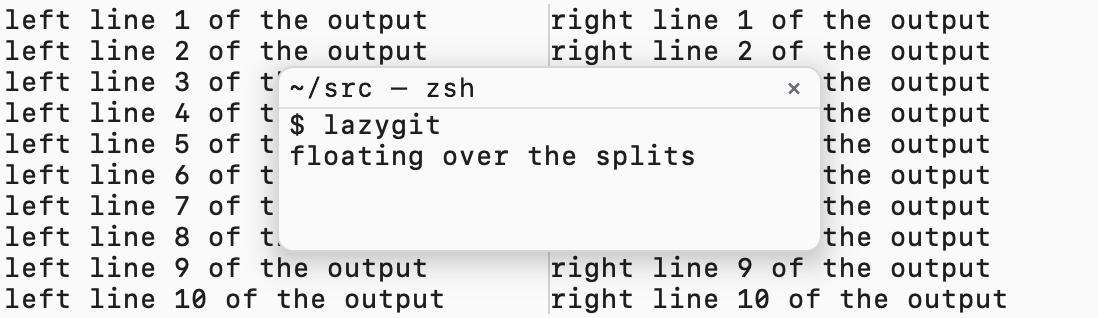 left line 1 of the output
left line 2 of the output
left line 3 of
left line 4 of
left line 5 of
left line 6 of
left line 7 of
left line 8 of
left line 9 of the output
left line 10 of the output
~/src — zsh ×
$ lazygit
floating over the splits
right line 1 of the output
right line 2 of the output
the output
the output
the output
the output
the output
the output
right line 9 of the output
right line 10 of the output